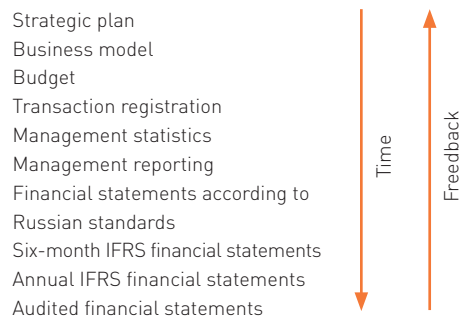 Strategic plan
Business model
Budget
Transaction registration
Management statistics
Management reporting
Financial statements according to
Russian standards
Six-month IFRS financial statements
Annual IFRS financial statements
Audited financial statements
Time
Freedback